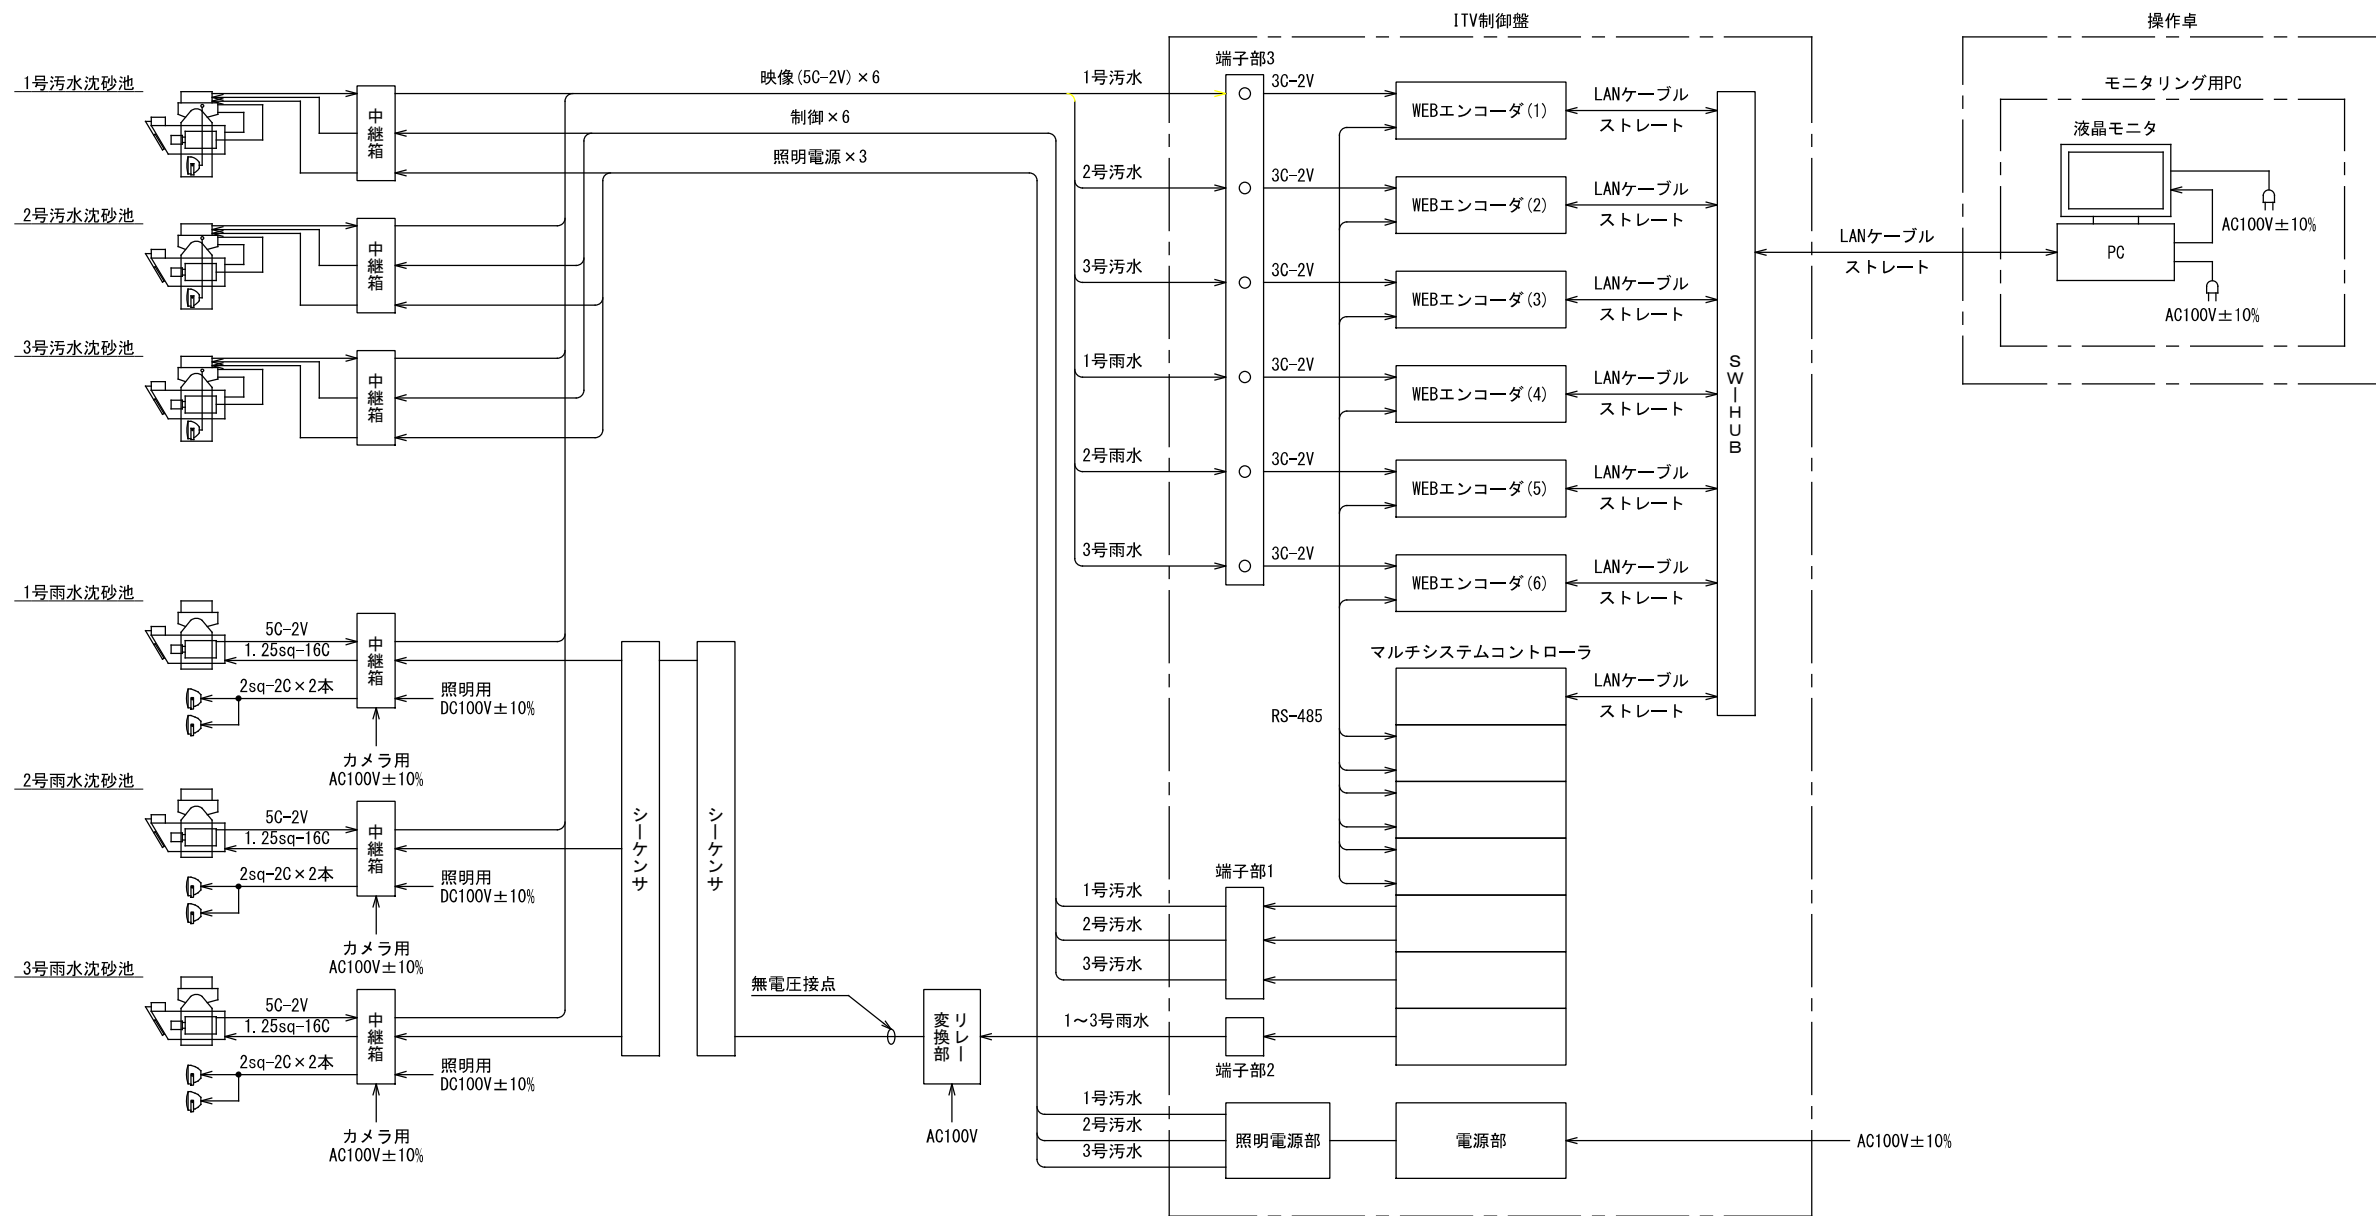 ITV制御盤
操作卓
1号汚水沈砂池
中継箱
映像(5C-2V)×6
制御×6
照明電源×3
1号汚水
端子部3
3C-2V
WEBエンコーダ(1)
LANケーブル
ストレート
モニタリング用PC
液晶モニタ
AC100V±10%
PC
AC100V±10%
LANケーブル
ストレート
2号汚水沈砂池
中継箱
2号汚水
3C-2V
WEBエンコーダ(2)
LANケーブル
ストレート
3号汚水
3C-2V
WEBエンコーダ(3)
LANケーブル
ストレート
3号汚水沈砂池
中継箱
1号雨水
3C-2V
WEBエンコーダ(4)
LANケーブル
ストレート
SW-HUB
2号雨水
3C-2V
WEBエンコーダ(5)
LANケーブル
ストレート
3号雨水
3C-2V
WEBエンコーダ(6)
LANケーブル
ストレート
1号雨水沈砂池
5C-2V
1.25sq-16C
2sq-2C×2本
中継箱
照明用
DC100V±10%
カメラ用
AC100V±10%
マルチシステムコントローラ
LANケーブル
ストレート
RS-485
2号雨水沈砂池
5C-2V
1.25sq-16C
2sq-2C×2本
中継箱
照明用
DC100V±10%
カメラ用
AC100V±10%
シーケンサ
シーケンサ
端子部1
1号汚水
2号汚水
3号汚水
3号雨水沈砂池
5C-2V
1.25sq-16C
2sq-2C×2本
中継箱
照明用
DC100V±10%
カメラ用
AC100V±10%
無電圧接点
リレー
変換部
AC100V
1～3号雨水
端子部2
1号汚水
2号汚水
3号汚水
照明電源部
電源部
AC100V±10%